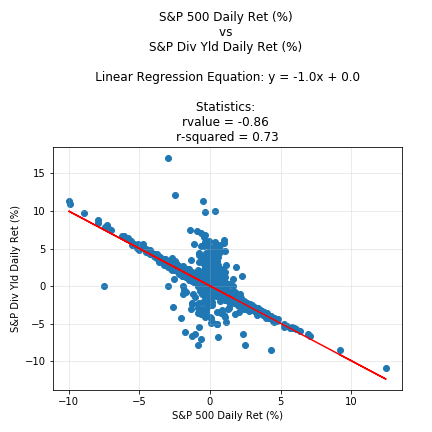 S&P 500 Daily Ret (%)
vs
S&P Div Yld Daily Ret (%)
Linear Regression Equation: y = -1.0x + 0.0
Statistics:
rvalue = -0.86
r-squared = 0.73
15
10
5
0
−5
−10
S&P Div Yld Daily Ret (%)
−10
−5
0
5
10
S&P 500 Daily Ret (%)